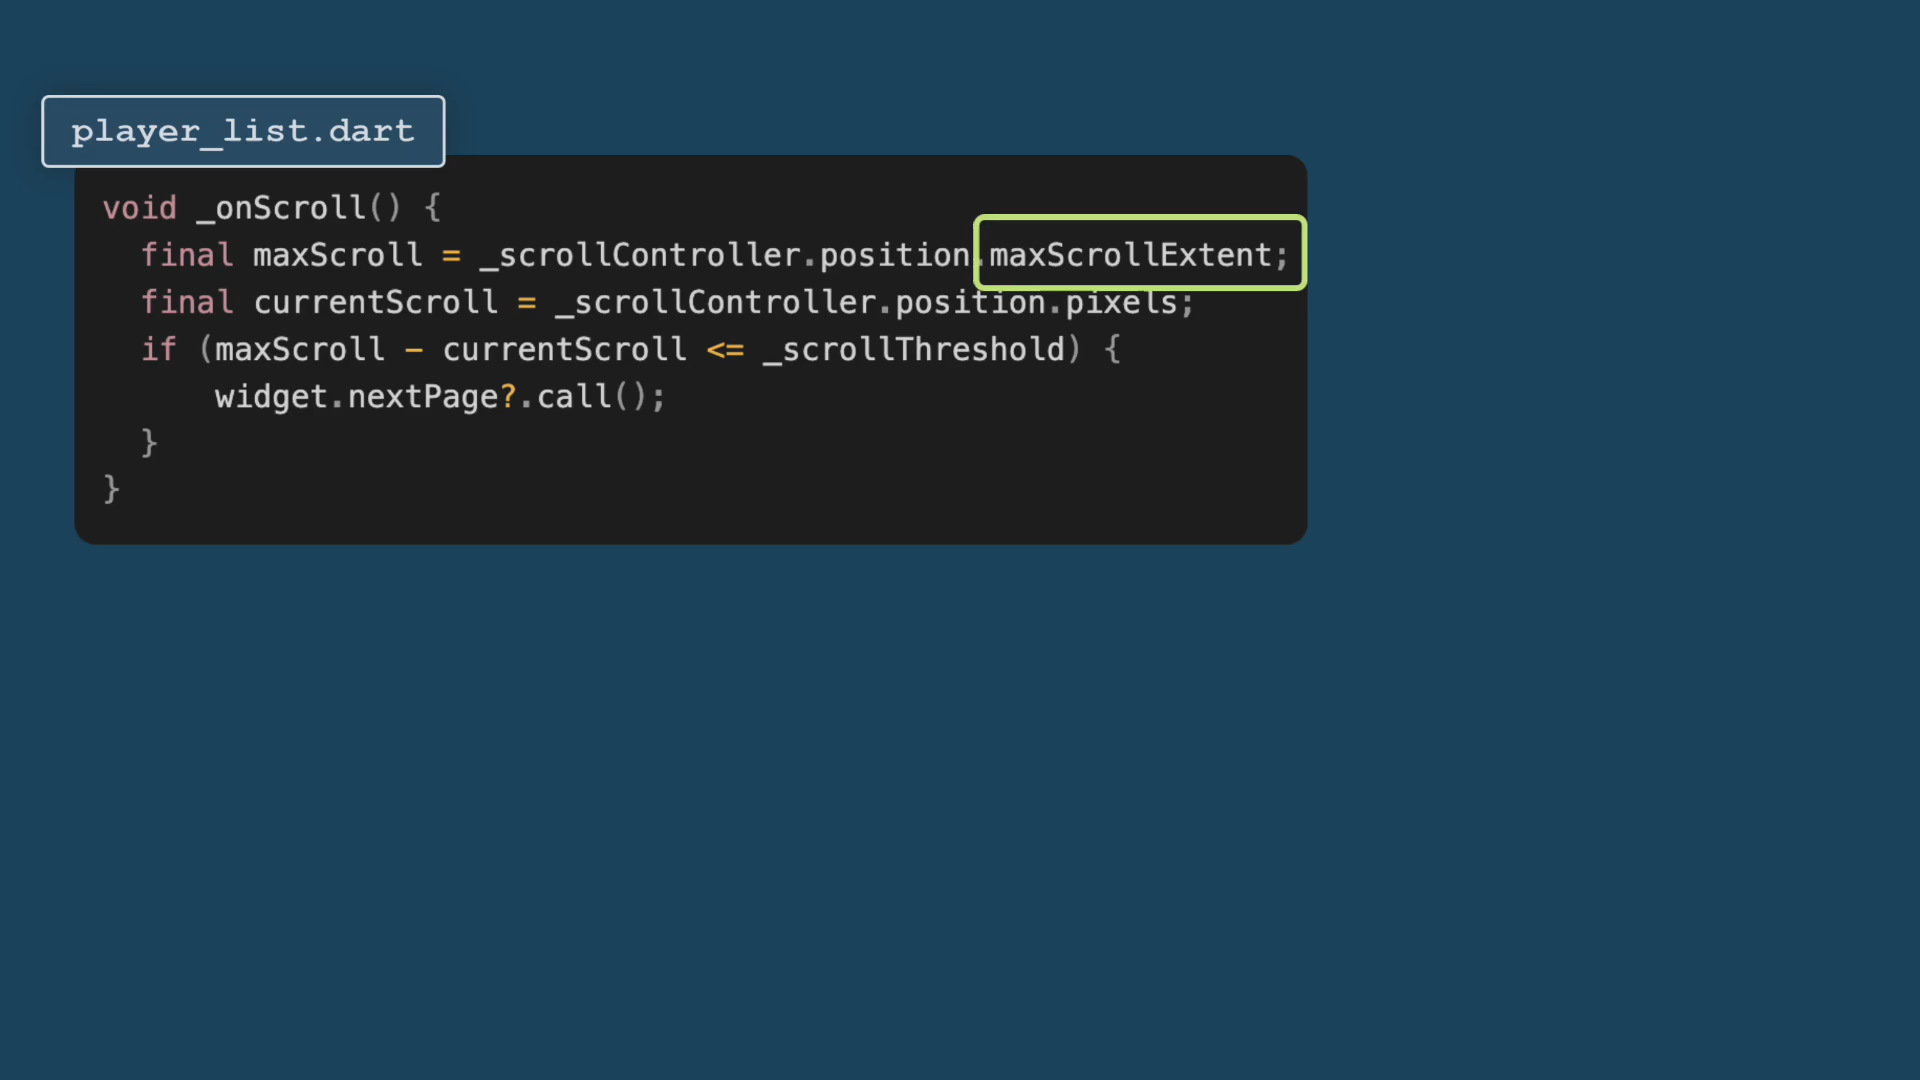 player_list.dart
void _onScroll() {
  final maxScroll = _scrollController.position.maxScrollExtent;
  final currentScroll = _scrollController.position.pixels;
  if (maxScroll - currentScroll <= _scrollThreshold) {
      widget.nextPage?.call();
  }
}